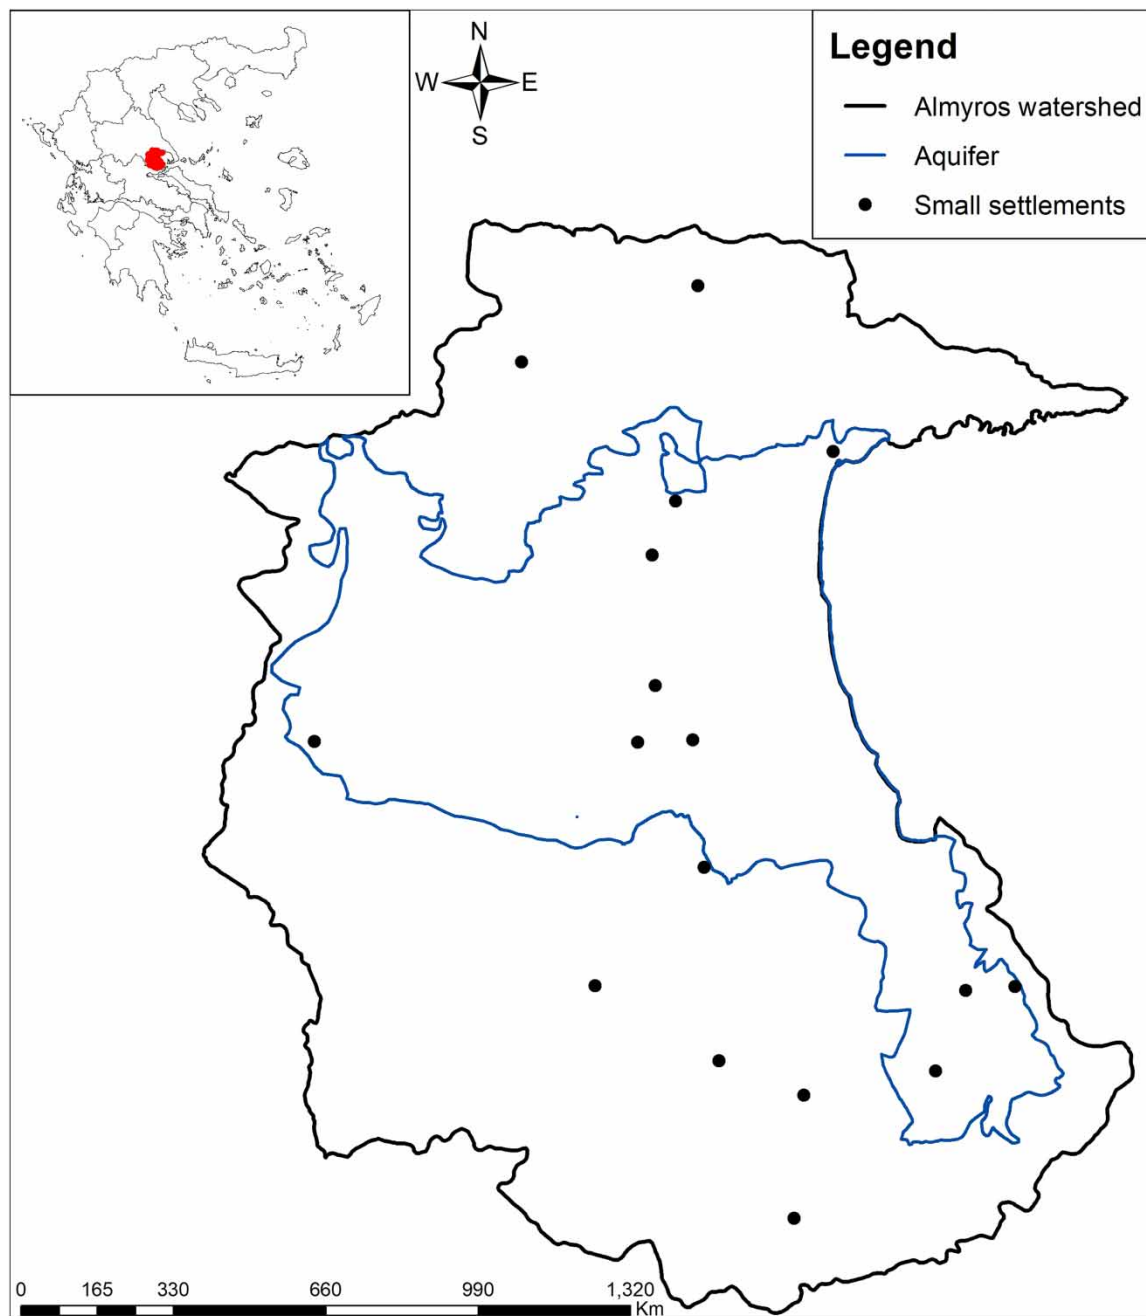 N
W E
S
Legend
Almyros watershed
Aquifer
Small settlements
0 165 330 660 990 1,320
Km